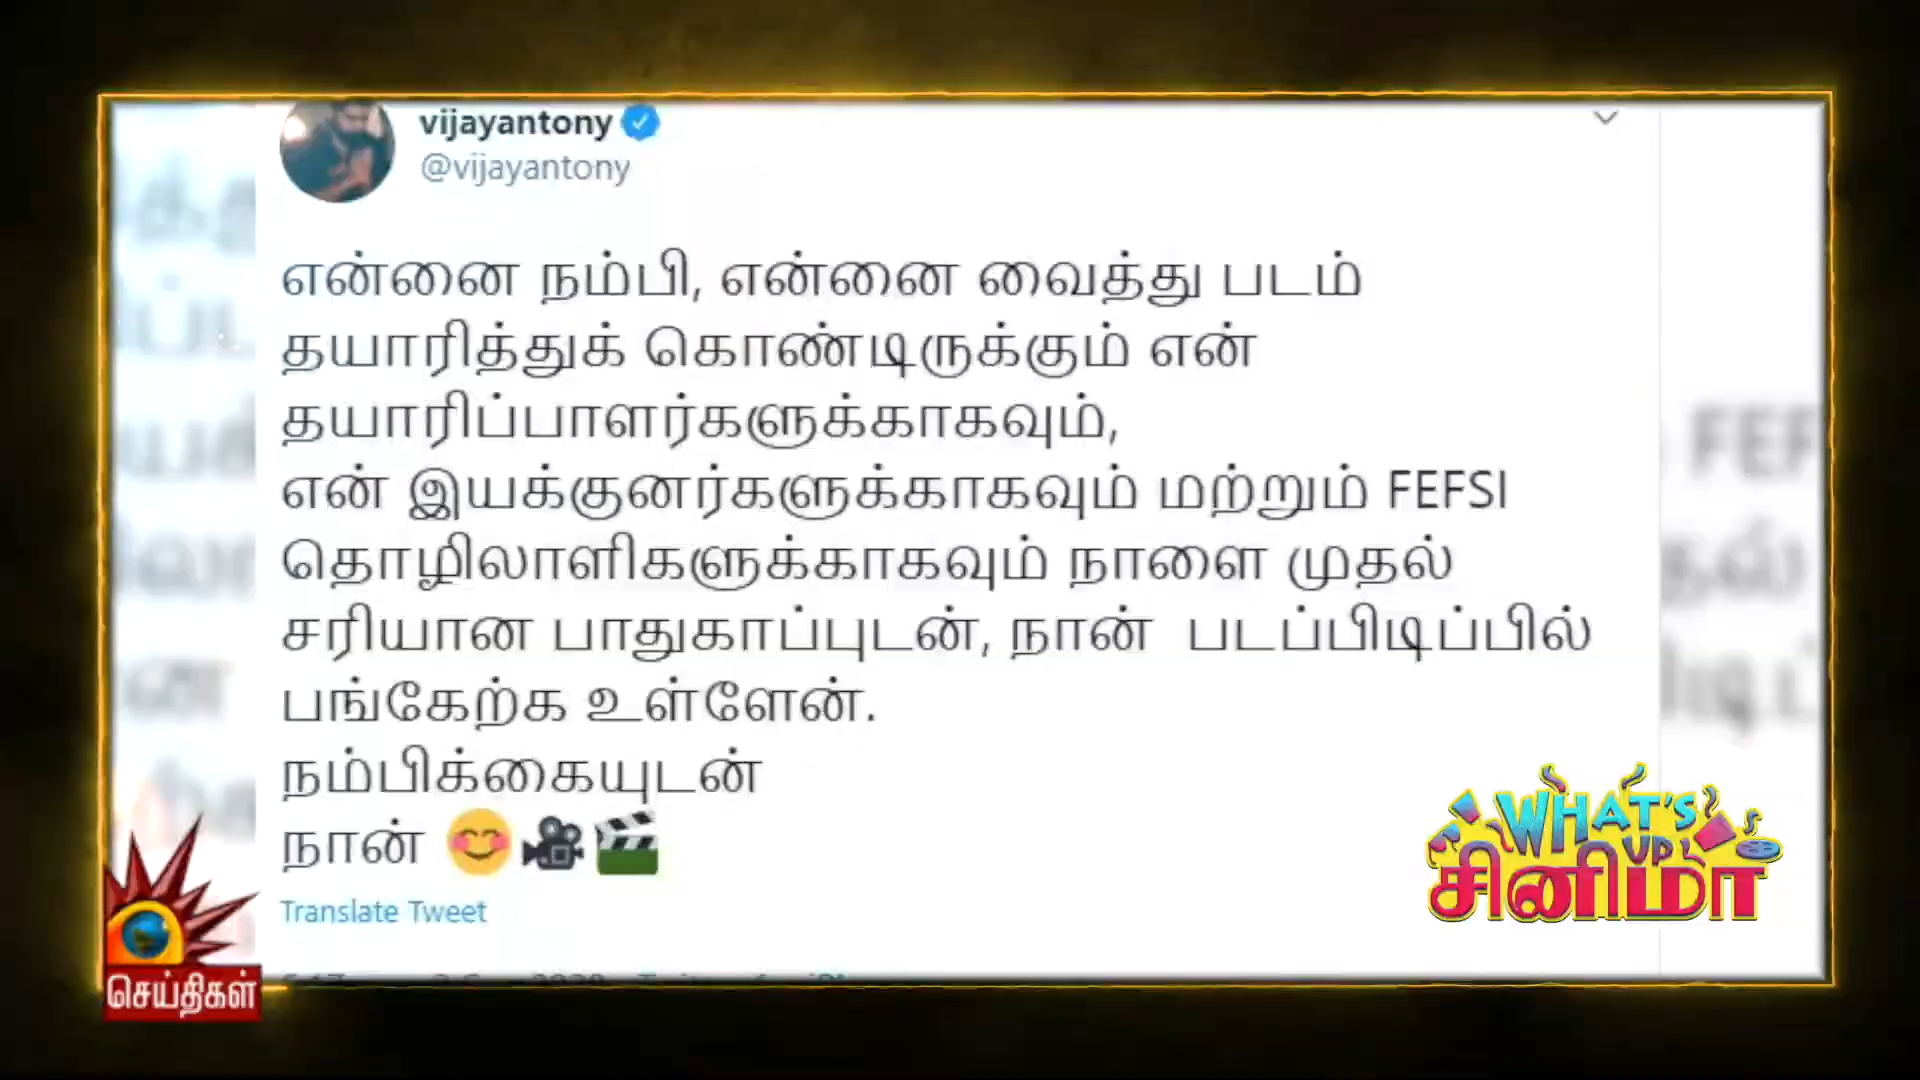 vijayantony
@vijayantony
என்னை நம்பி, என்னை வைத்து படம்
தயாரித்துக் கொண்டிருக்கும் என்
தயாரிப்பாளர்களுக்காகவும்,
என் இயக்குனர்களுக்காகவும் மற்றும் FEFSI
தொழிலாளிகளுக்காகவும் நாளை முதல்
சரியான பாதுகாப்புடன், நான் படப்பிடிப்பில்
பங்கேற்க உள்ளேன்.
நம்பிக்கையுடன்
நான் 😊🎥🎬
Translate Tweet
WHAT'S
UP
சினிமா
செய்திகள்